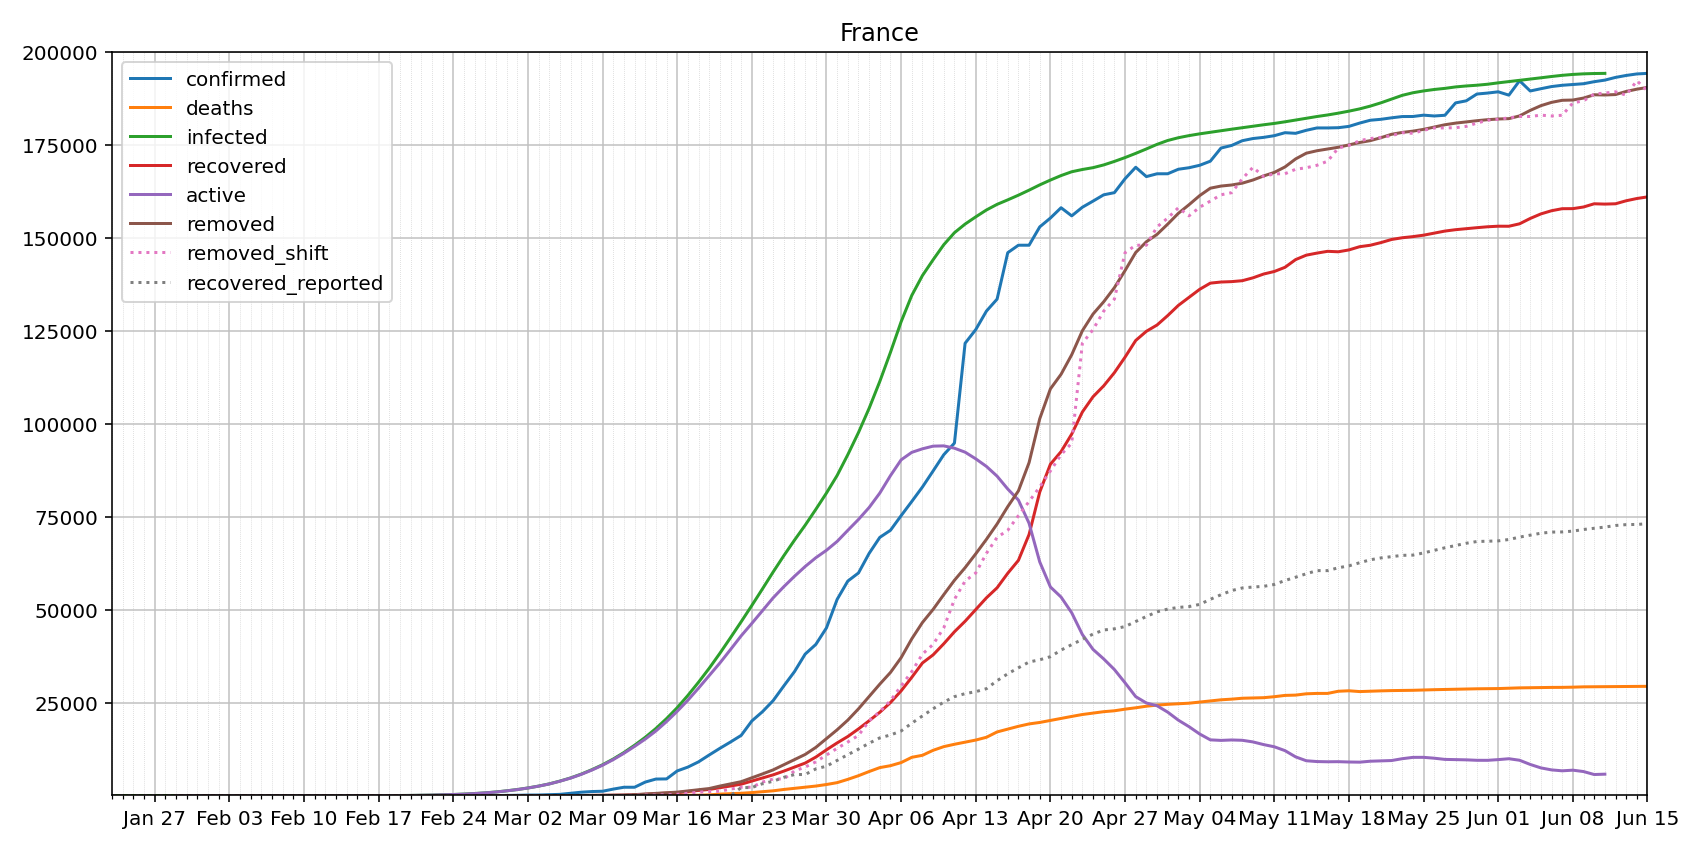 France
200000
175000
150000
125000
100000
75000
50000
25000
confirmed
deaths
infected
recovered
active
removed
removed_shift
recovered_reported
Jan 27 Feb 03 Feb 10 Feb 17 Feb 24 Mar 02 Mar 09 Mar 16 Mar 23 Mar 30 Apr 06 Apr 13 Apr 20 Apr 27 May 04 May 11 May 18 May 25 Jun 01 Jun 08 Jun 15